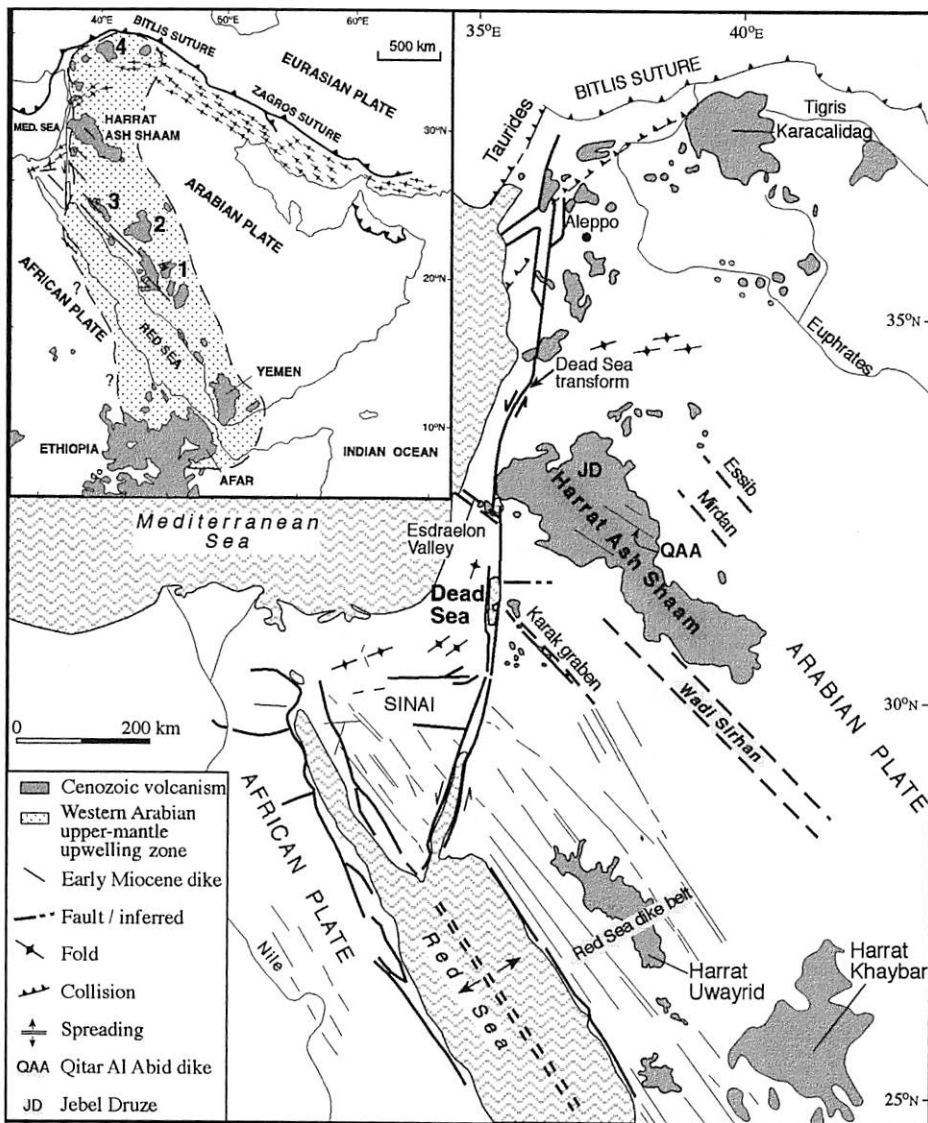 40°E
50°E
60°E
BITLIS SUTURE
500 km
EURASIAN PLATE
4
ZAGROS SUTURE
MED. SEA
HARRAT
ASH SHAAM
30°N
ARABIAN PLATE
3
2
1
20°N
AFRICAN PLATE
?
RED SEA
?
YEMEN
10°N
ETHIOPIA
INDIAN OCEAN
AFAR
35°E
40°E
BITLIS SUTURE
Taurides
Tigris
Karacalidag
Aleppo
35°N
Euphrates
Dead Sea
transform
JD
Harrat Ash Shaam
Essib
Mirdan
QAA
Mediterranean
Sea
Esdraelon
Valley
Dead
Sea
Karak graben
ARABIAN PLATE
SINAI
Wadi Sirhan
30°N
0 200 km
AFRICAN PLATE
Red Sea
Nile
Red Sea dike belt
Harrat
Uwayrid
Harrat
Khaybar
25°N
Cenozoic volcanism
Western Arabian
upper-mantle
upwelling zone
Early Miocene dike
Fault / inferred
Fold
Collision
Spreading
QAA Qitar Al Abid dike
JD Jebel Druze